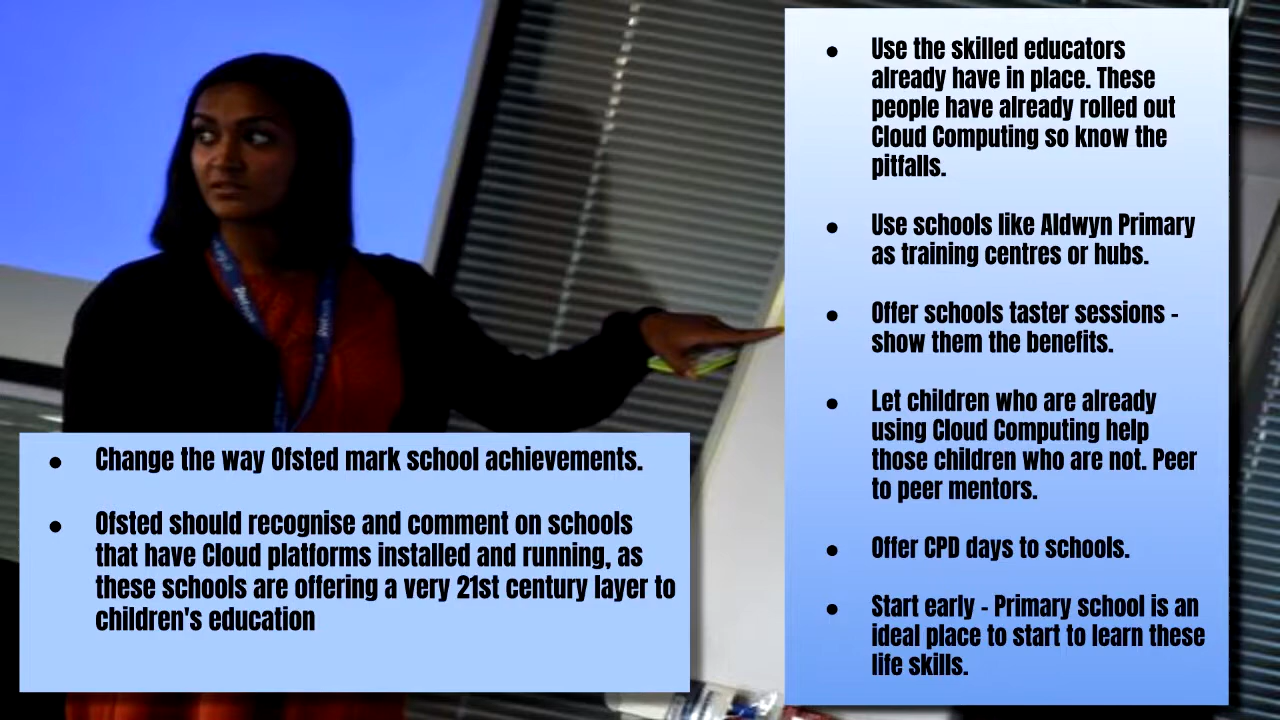 Use the skilled educators
already have in place. These
people have already rolled out
Cloud Computing so know the
pitfalls.
Use schools like Aldwyn Primary
as training centres or hubs.
Offer schools taster sessions -
show them the benefits.
Let children who are already
using Cloud Computing help
those children who are not. Peer
to peer mentors.
Offer CPD days to schools.
Start early - Primary school is an
ideal place to start to learn these
life skills.
Change the way Ofsted mark school achievements.
Ofsted should recognise and comment on schools
that have Cloud platforms installed and running, as
these schools are offering a very 21st century layer to
children's education